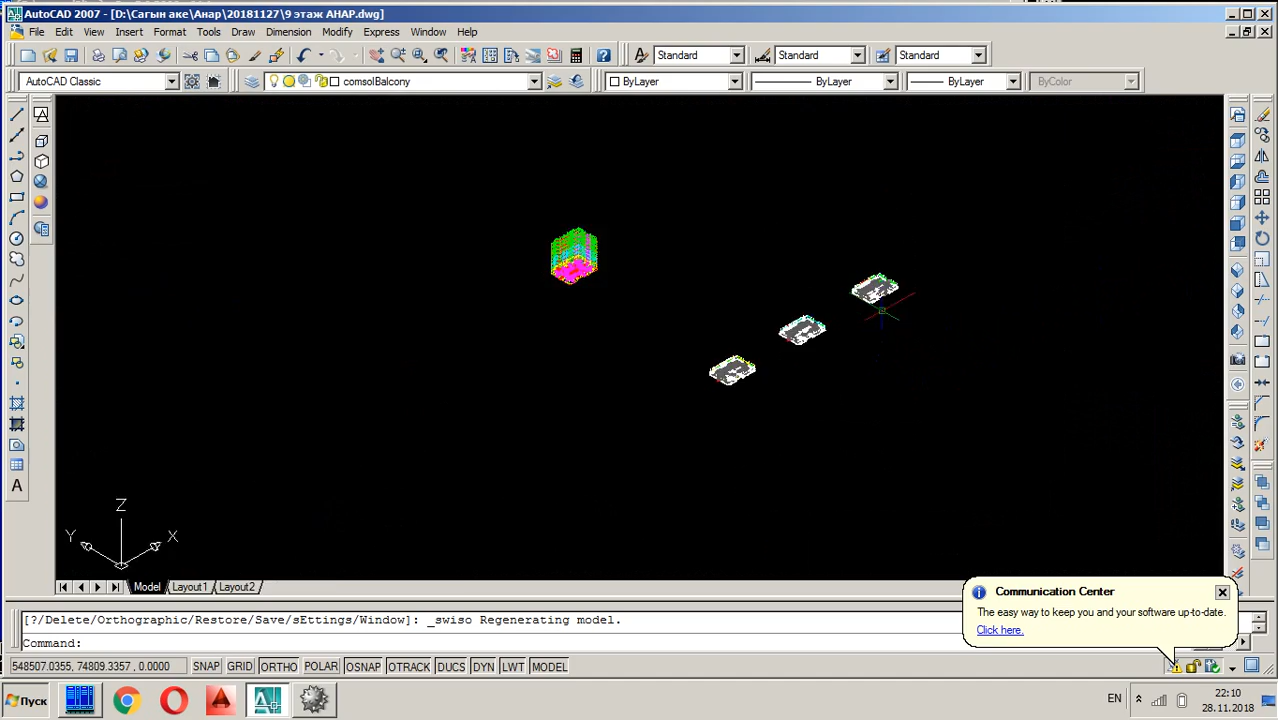 AutoCAD 2007 - [D:\Сагын аке\Анар\20181127\9 этаж АНАР.dwg]
File Edit View Insert Format Tools Draw Dimension Modify Express Window Help
Standard Standard Standard
AutoCAD Classic comsolBalcony ByLayer ByLayer ByLayer ByColor
A
Z
Y X
A
Model Layout1 Layout2
Communication Center
The easy way to keep you and your software up-to-date.
Click here.
[?/Delete/Orthographic/Restore/Save/sEttings/Window]: _swiso Regenerating model.
Command:
548507.0355, 74809.3357 , 0.0000 SNAP GRID ORTHO POLAR OSNAP OTRACK DUCS DYN LWT MODEL
Пуск EN 22:10
28.11.2018